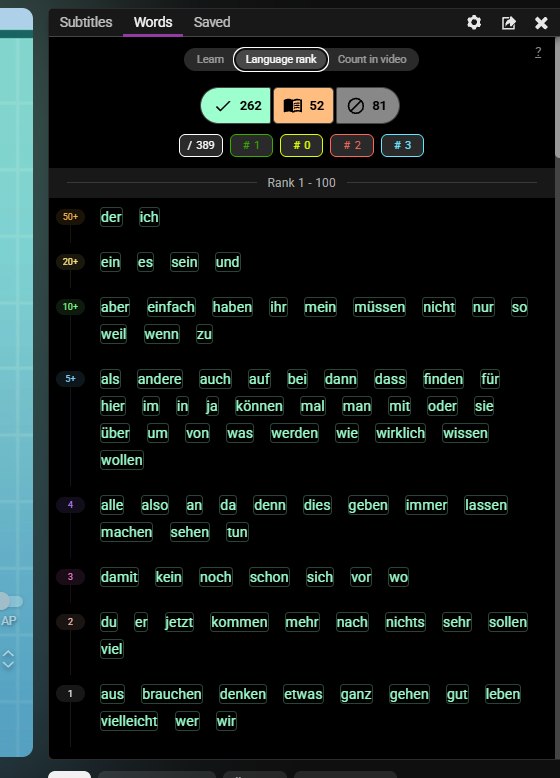 Subtitles Words Saved
Learn Language rank Count in video ?
262 52 81
/ 389 # 1 # 0 # 2 # 3
Rank 1 - 100
50+ der ich
20+ ein es sein und
10+ aber einfach haben ihr mein müssen nicht nur so
weil wenn zu
5+ als andere auch auf bei dann dass finden für
hier im in ja können mal man mit oder sie
über um von was werden wie wirklich wissen
wollen
4 alle also an da denn dies geben immer lassen
machen sehen tun
AP
3 damit kein noch schon sich vor wo
2 du er jetzt kommen mehr nach nichts sehr sollen
viel
1 aus brauchen denken etwas ganz gehen gut leben
vielleicht wer wir